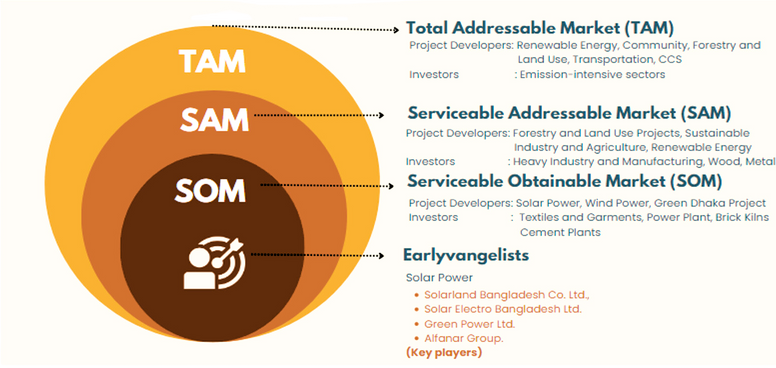 TAM
SAM
SOM
Total Addressable Market (TAM)
Project Developers: Renewable Energy, Community, Forestry and
Land Use, Transportation, CCS
Investors : Emission-intensive sectors
Serviceable Addressable Market (SAM)
Project Developers: Forestry and Land Use Projects, Sustainable
Industry and Agriculture, Renewable Energy
Investors : Heavy Industry and Manufacturing, Wood, Metal
Serviceable Obtainable Market (SOM)
Project Developers: Solar Power, Wind Power, Green Dhaka Project
Investors : Textiles and Garments, Power Plant, Brick Kilns
Cement Plants
Earlyvangelists
Solar Power
• Solarland Bangladesh Co. Ltd.,
• Solar Electro Bangladesh Ltd.
• Green Power Ltd.
• Alfanar Group.
(Key players)